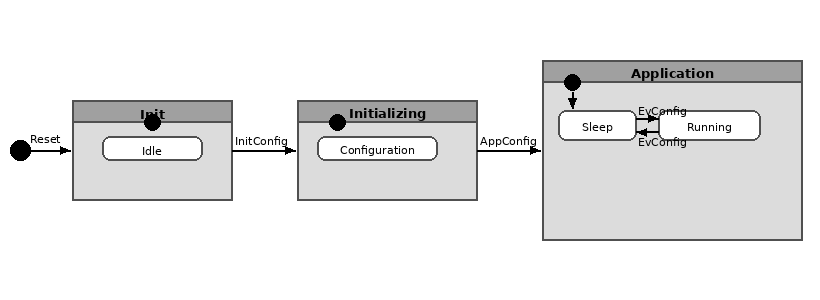 Reset
Init
Idle
InitConfig
Initializing
Configuration
AppConfig
Application
Sleep
EvConfig
Running
EvConfig